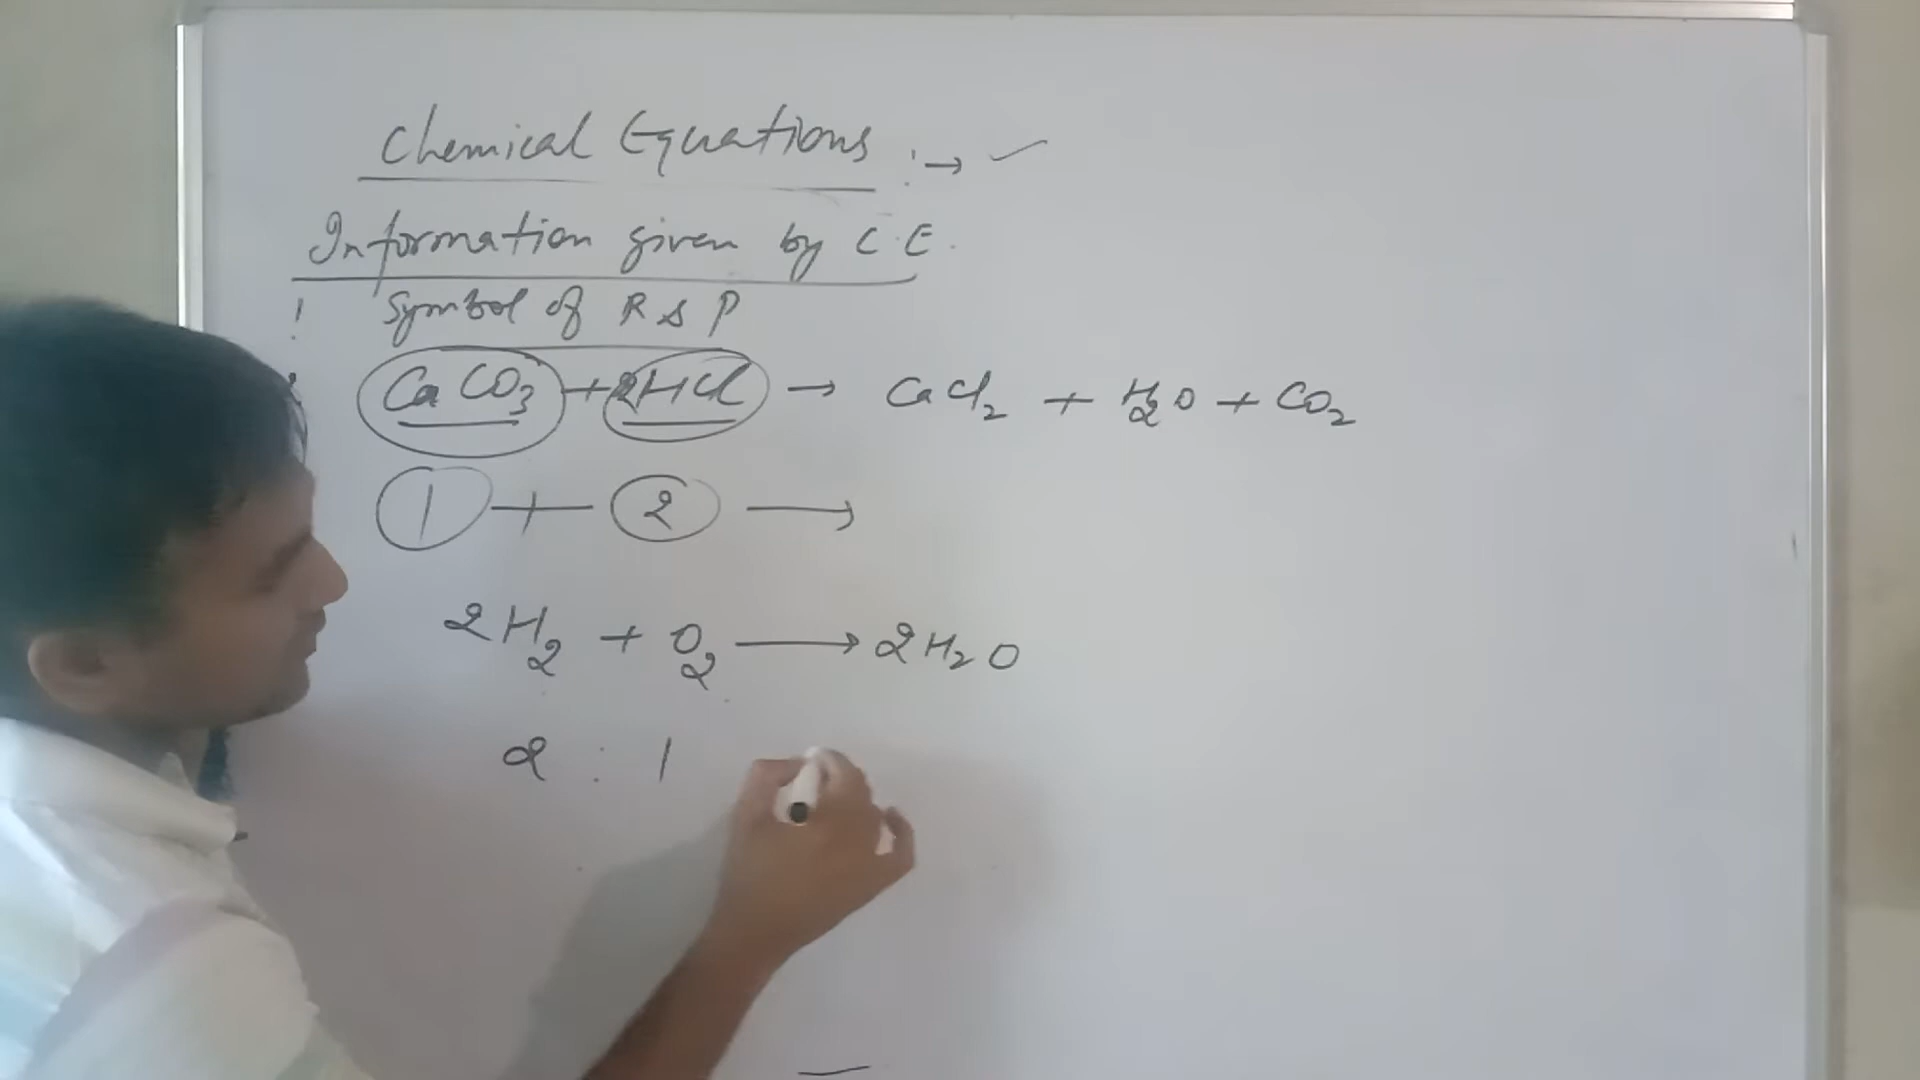 Chemical Equations :→ ✓
Information given by C.E.
1. Symbol of R & P
CaCO₃ + 2HCl → CaCl₂ + H₂O + CO₂
1 + 2 →
2H₂ + O₂ → 2H₂O
2 : 1